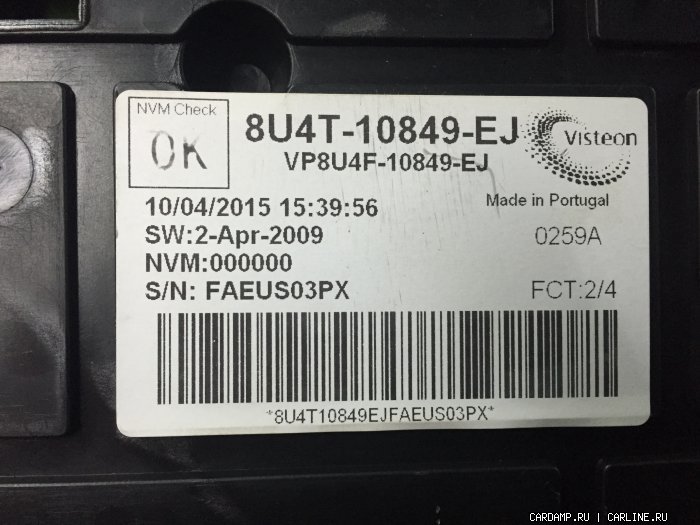 NVM Check
OK
8U4T-10849-EJ
VP8U4F-10849-EJ
Visteon
Made in Portugal
10/04/2015 15:39:56
SW:2-Apr-2009
0259A
NVM:000000
S/N: FAEUS03PX
FCT:2/4
*8U4T10849EJFAEUS03PX*
CARDAMP.RU | CARLINE.RU